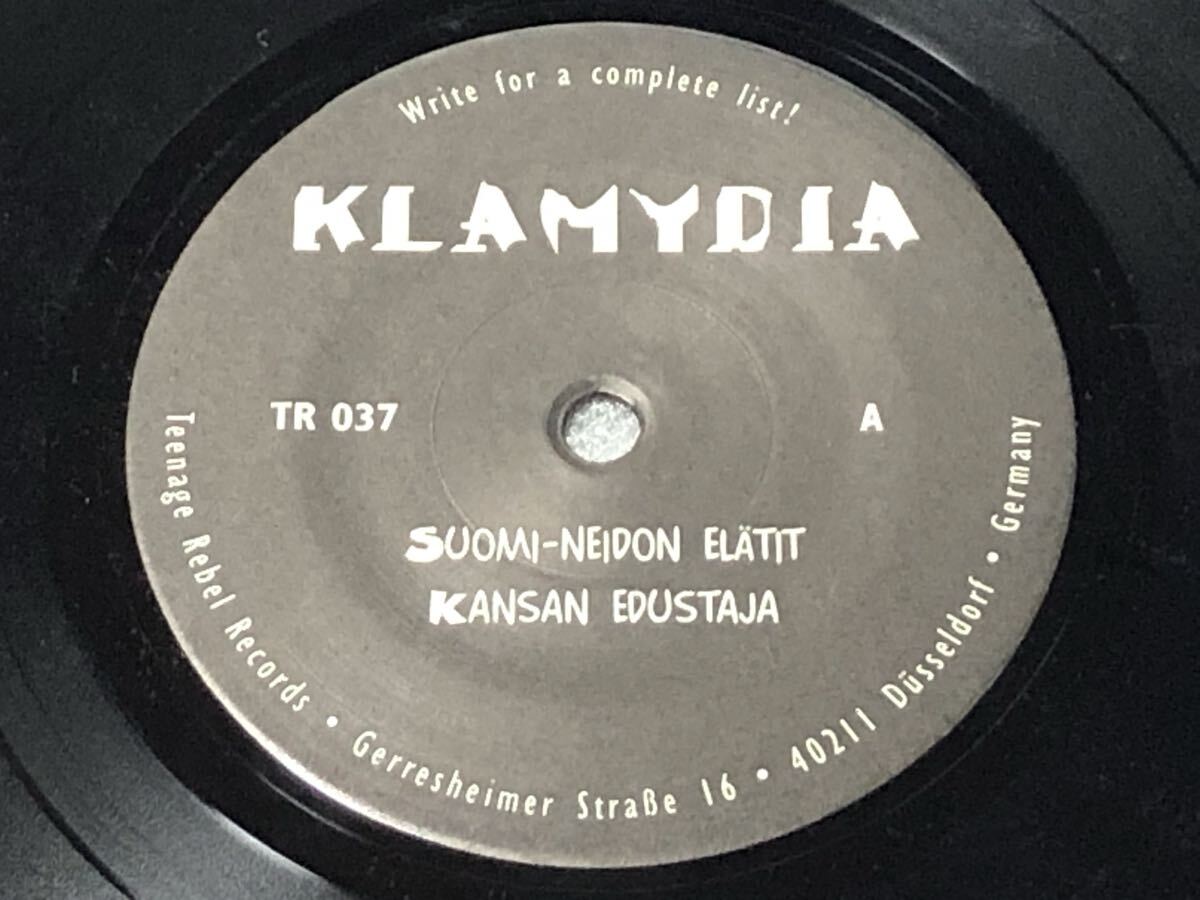 Write for a complete list!
KLAMYDIA
TR 037
A
SUOMI-NEIDON ELÄTIT
KANSAN EDUSTAJA
Teenage Rebel Records • Gerresheimer Straße 16 • 40211 Düsseldorf • Germany